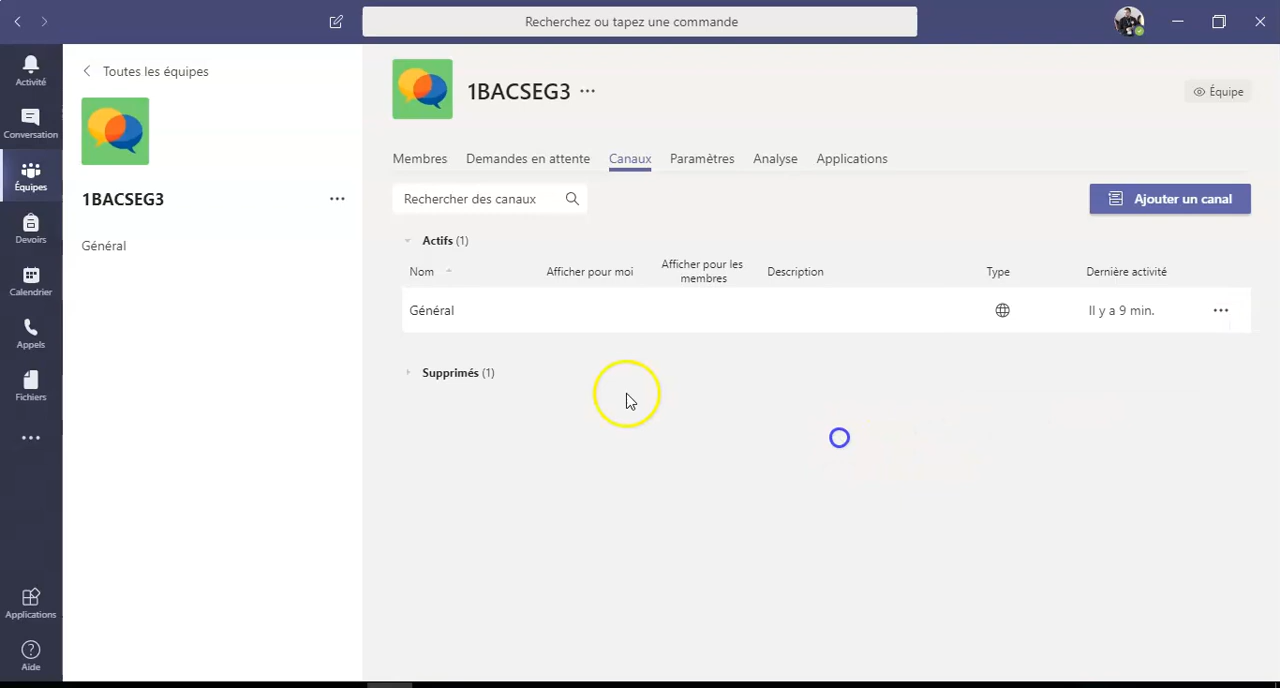 Recherchez ou tapez une commande
Activité
Conversation
Équipes
Devoirs
Calendrier
Appels
Fichiers
Applications
Aide
Toutes les équipes
1BACSEG3
Général
1BACSEG3
Équipe
Membres Demandes en attente Canaux Paramètres Analyse Applications
Rechercher des canaux
Ajouter un canal
Actifs (1)
Nom Afficher pour moi Afficher pour les membres Description Type Dernière activité
Général Il y a 9 min.
Supprimés (1)